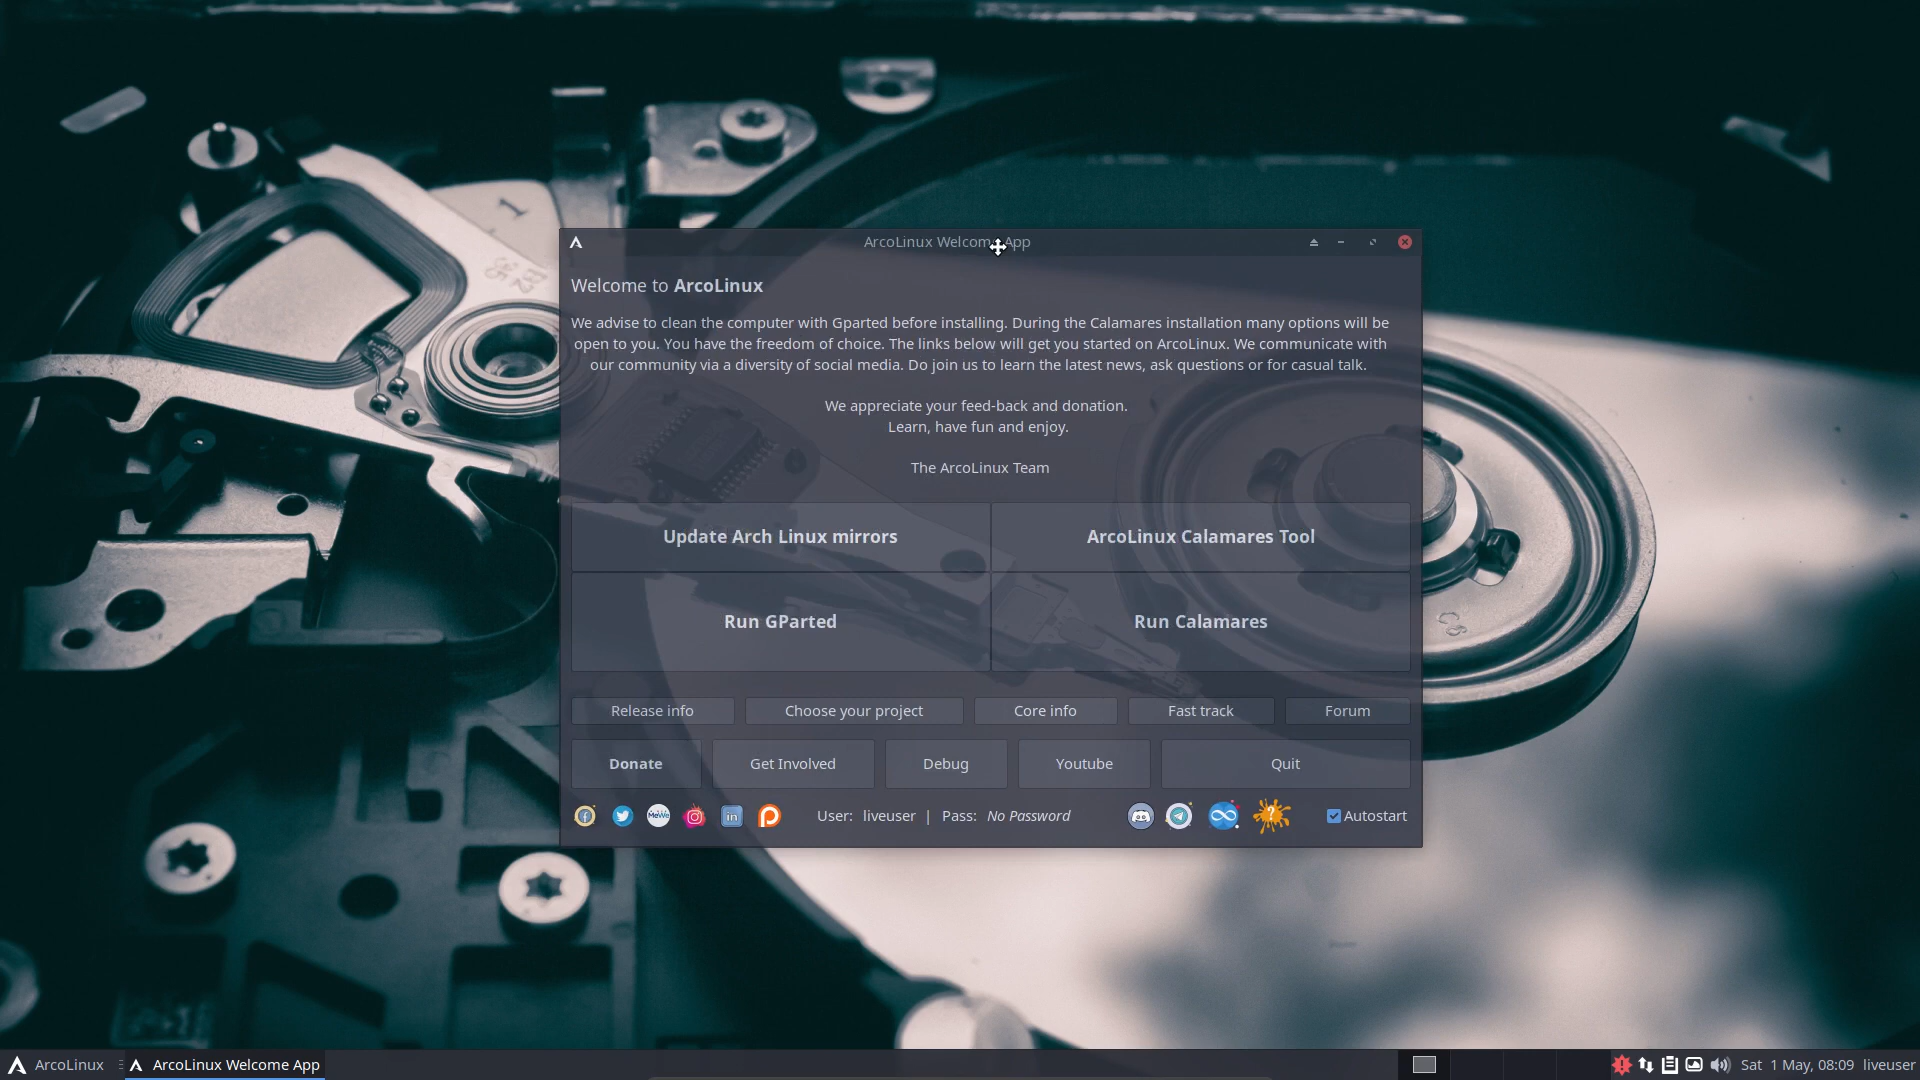 ArcoLinux Welcome App
Welcome to ArcoLinux
We advise to clean the computer with Gparted before installing. During the Calamares installation many options will be
open to you. You have the freedom of choice. The links below will get you started on ArcoLinux. We communicate with
our community via a diversity of social media. Do join us to learn the latest news, ask questions or for casual talk.
We appreciate your feed-back and donation.
Learn, have fun and enjoy.
The ArcoLinux Team
Update Arch Linux mirrors
ArcoLinux Calamares Tool
Run GParted
Run Calamares
Release info
Choose your project
Core info
Fast track
Forum
Donate
Get Involved
Debug
Youtube
Quit
MeWe
in
User: liveuser | Pass: No Password
?
Autostart
1
ArcoLinux
ArcoLinux Welcome App
Sat 1 May, 08:09
liveuser